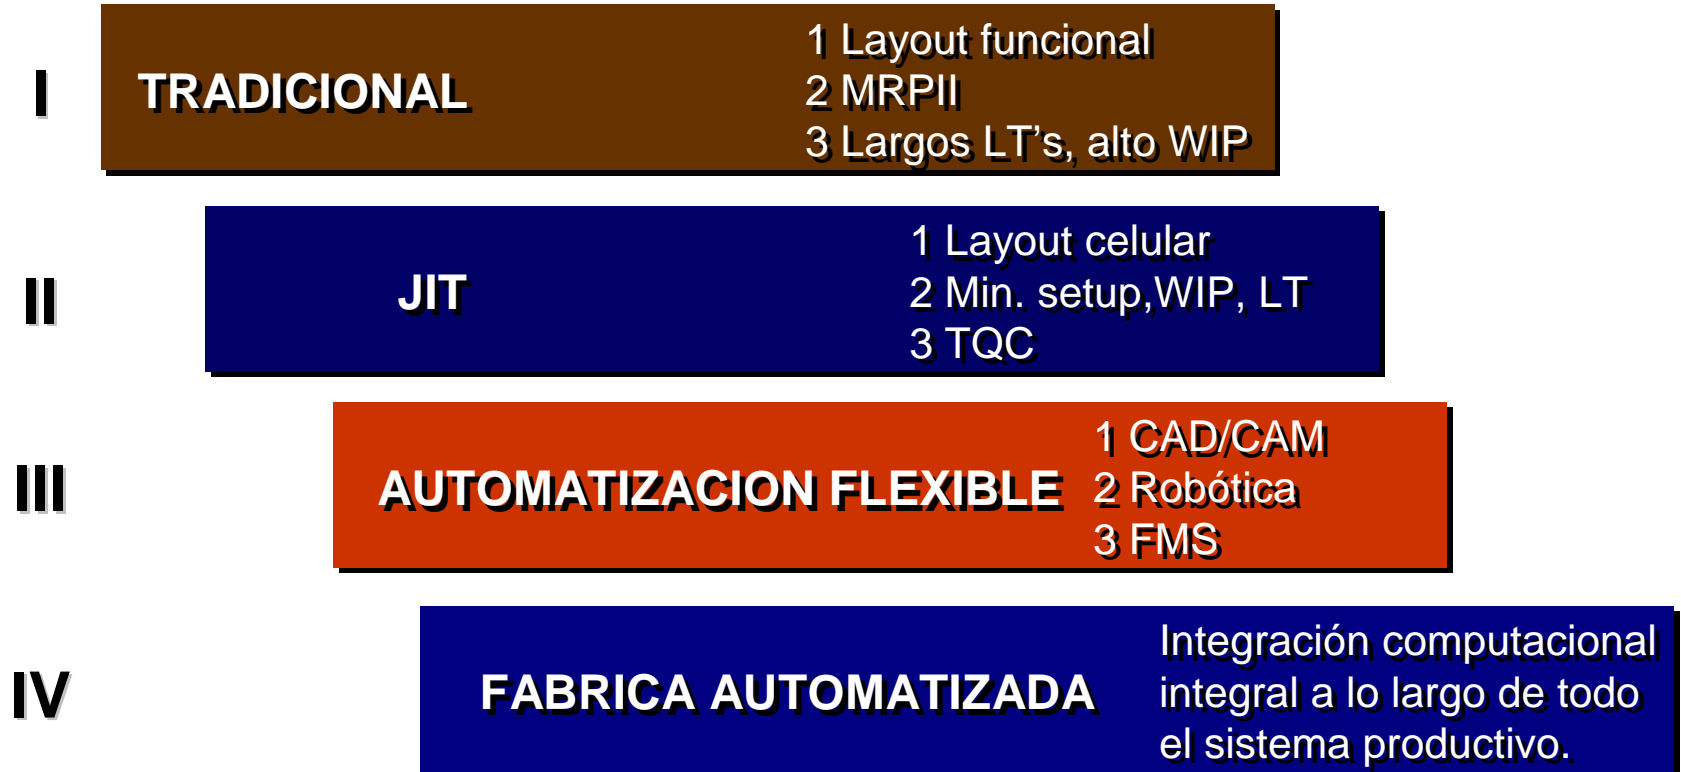 I
TRADICIONAL
1 Layout funcional
2 MRPII
3 Largos LT's, alto WIP
II
JIT
1 Layout celular
2 Min. setup,WIP, LT
3 TQC
III
AUTOMATIZACION FLEXIBLE
1 CAD/CAM
2 Robótica
3 FMS
IV
FABRICA AUTOMATIZADA
Integración computacional
integral a lo largo de todo
el sistema productivo.